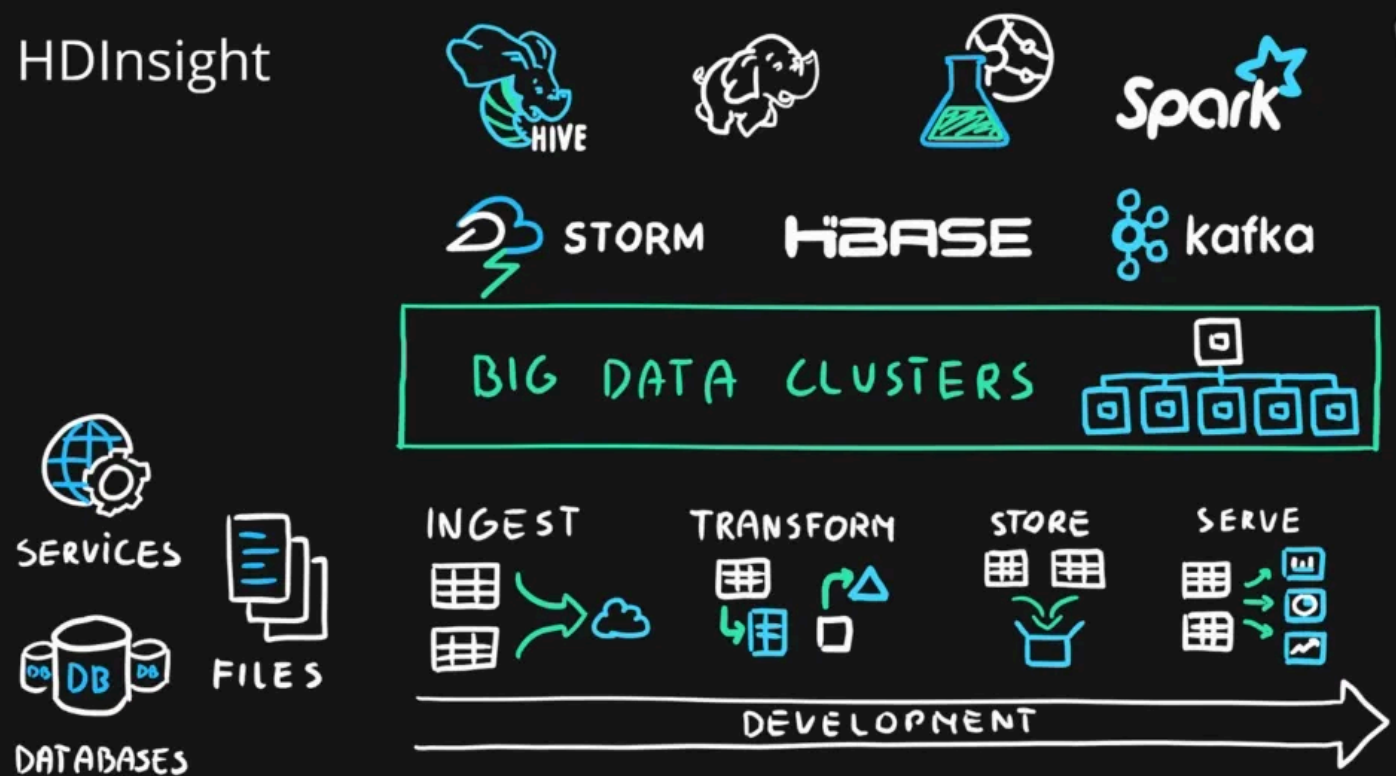 HDInsight
HIVE
Spark
STORM
HBASE
kafka
BIG DATA CLUSTERS
SERVICES
FILES
DB DB DB
DATABASES
INGEST
TRANSFORM
STORE
SERVE
DEVELOPMENT